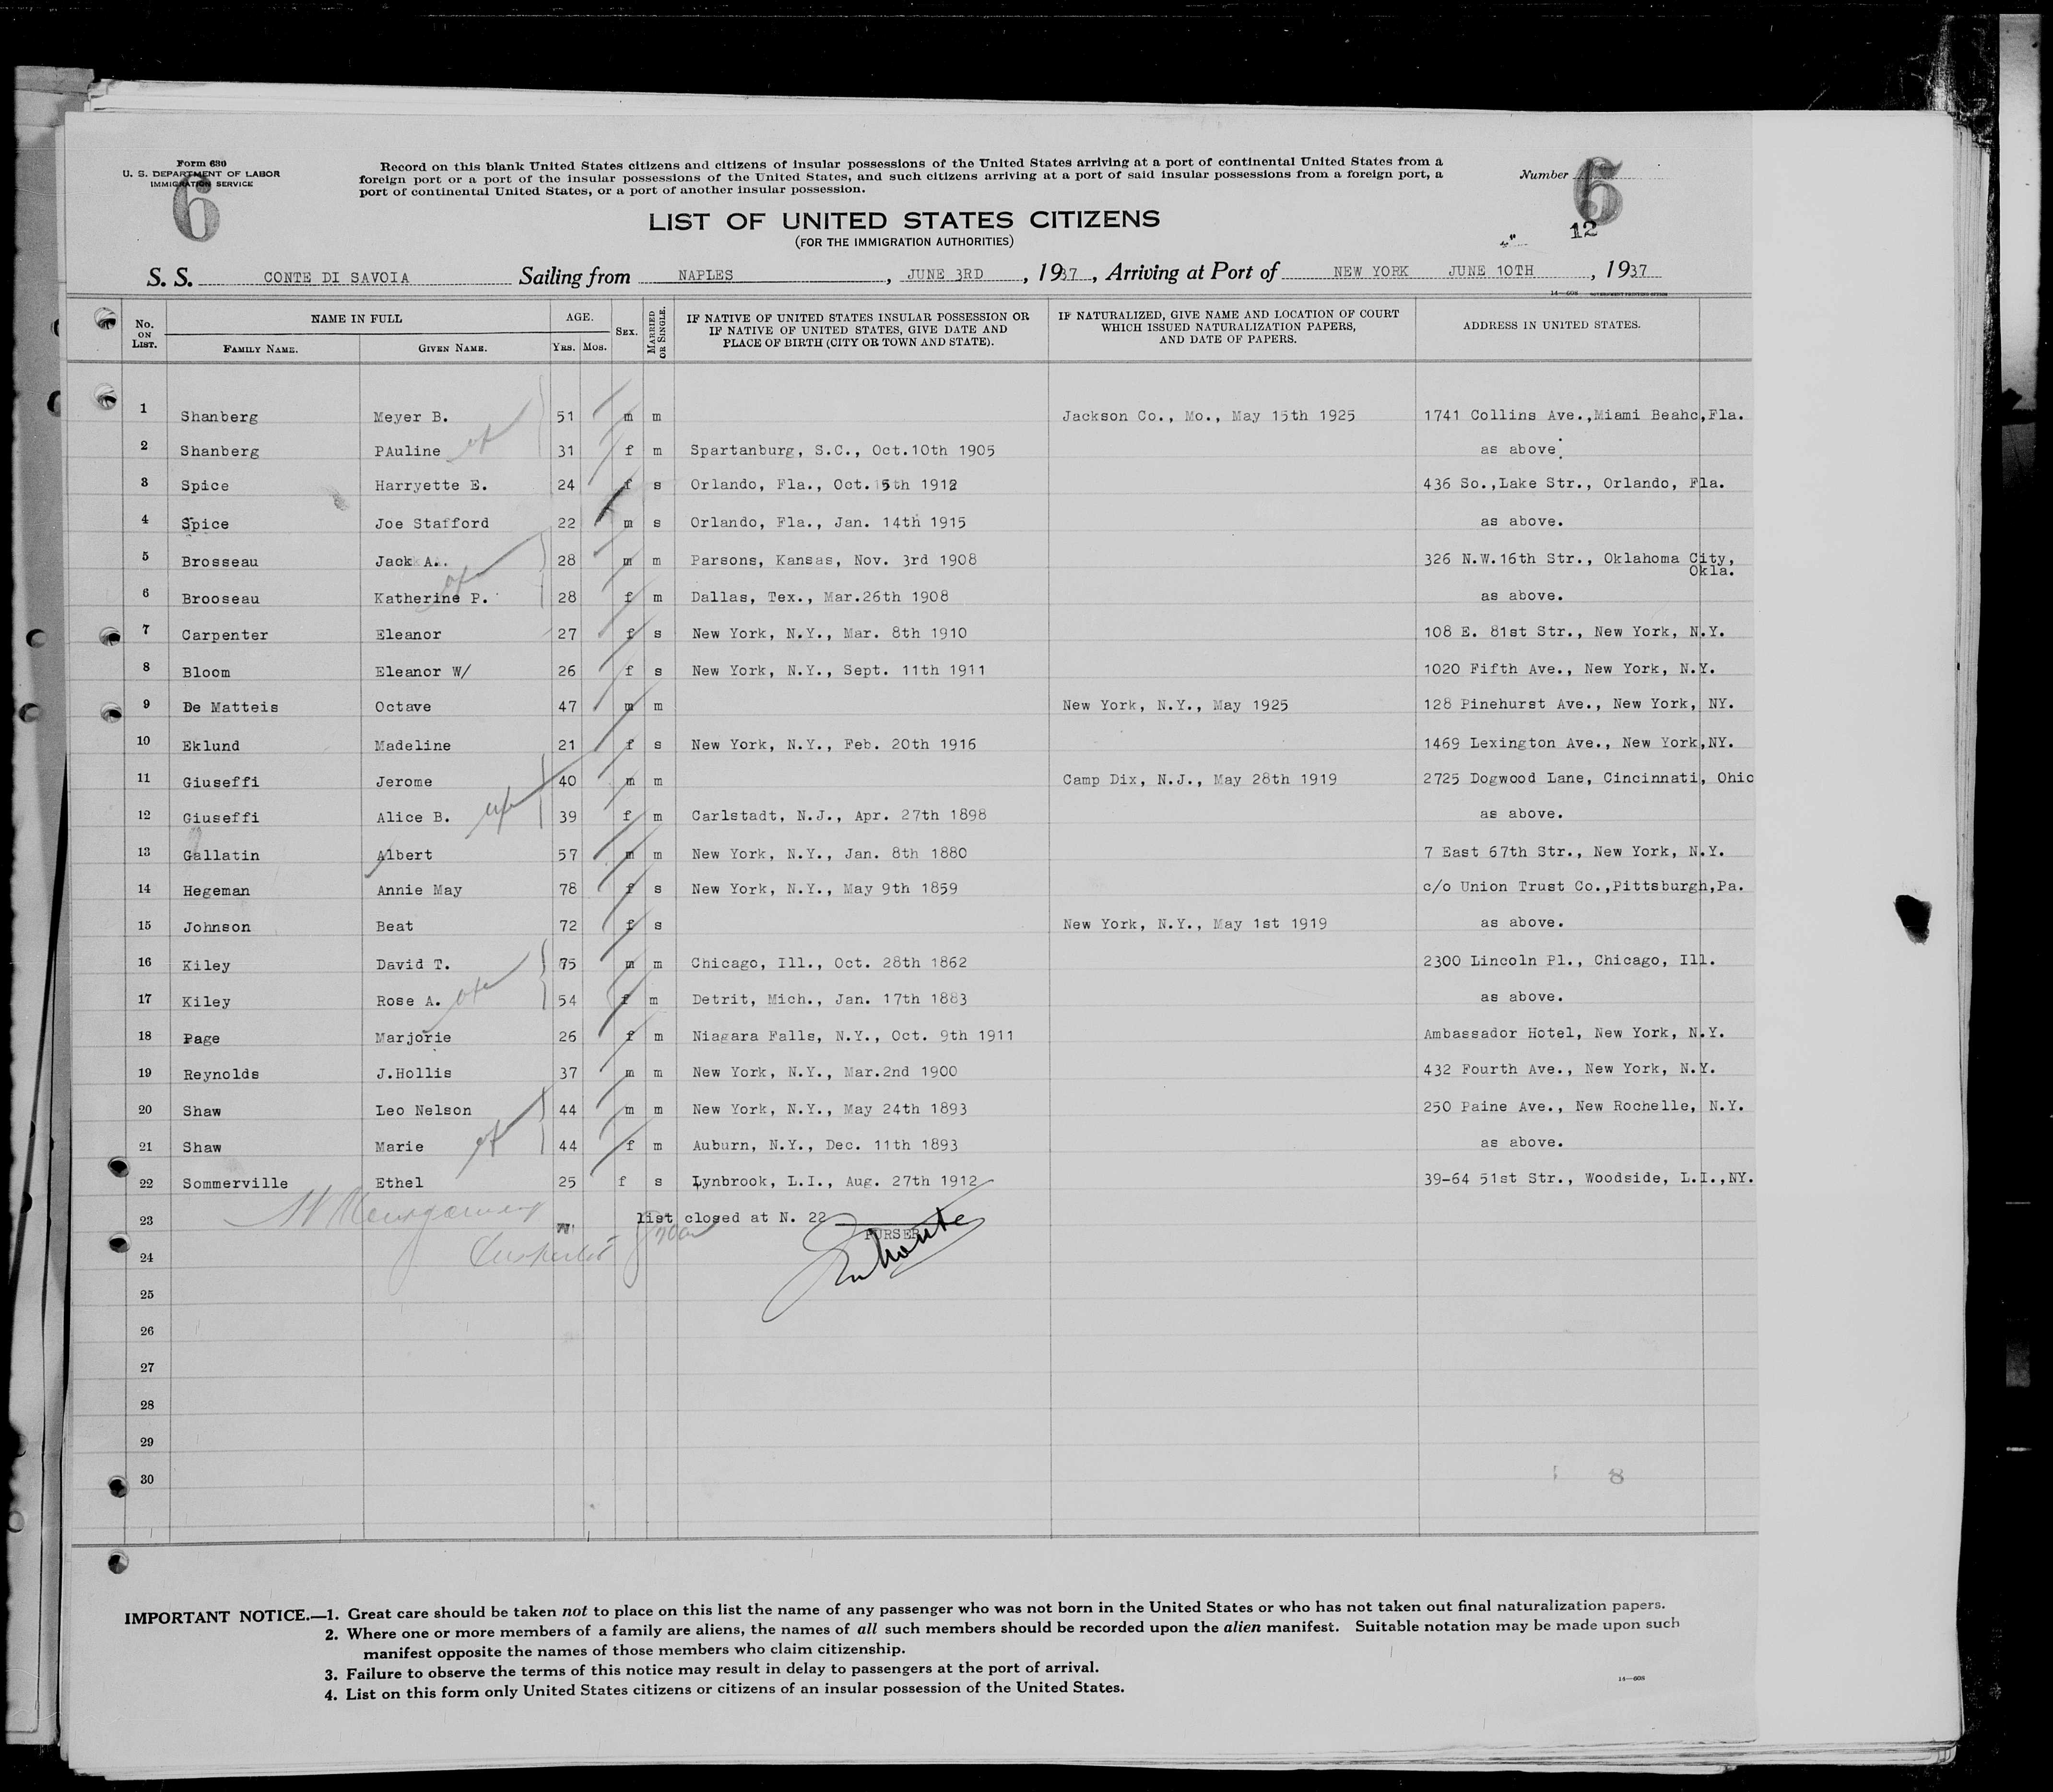 Form 630
U. S. DEPARTMENT OF LABOR
IMMIGRATION SERVICE
6
Record on this blank United States citizens and citizens of insular possessions of the United States arriving at a port of continental United States from a
foreign port or a port of the insular possessions of the United States, and such citizens arriving at a port of said insular possessions from a foreign port, a
port of continental United States, or a port of another insular possession.
Number 6
12
LIST OF UNITED STATES CITIZENS
(FOR THE IMMIGRATION AUTHORITIES)
S. S. CONTE DI SAVOIA Sailing from NAPLES, JUNE 3RD, 1937, Arriving at Port of NEW YORK JUNE 10TH, 1937
14—608 GOVERNMENT PRINTING OFFICE
No. ON LIST. NAME IN FULL FAMILY NAME. GIVEN NAME. AGE. YRS. MOS. SEX. MARRIED OR SINGLE. IF NATIVE OF UNITED STATES INSULAR POSSESSION OR IF NATIVE OF UNITED STATES, GIVE DATE AND PLACE OF BIRTH (CITY OR TOWN AND STATE). IF NATURALIZED, GIVE NAME AND LOCATION OF COURT WHICH ISSUED NATURALIZATION PAPERS, AND DATE OF PAPERS. ADDRESS IN UNITED STATES.
1 Shanberg Meyer B. 51 m m Jackson Co., Mo., May 15th 1925 1741 Collins Ave.,Miami Beahc,Fla.
2 Shanberg PAuline 31 f m Spartanburg, S.C., Oct.10th 1905 as above.
3 Spice Harryette E. 24 f s Orlando, Fla., Oct. 5th 1912 436 So.,Lake Str., Orlando, Fla.
4 Spice Joe Stafford 22 m s Orlando, Fla., Jan. 14th 1915 as above.
5 Brosseau Jack A.. 28 m m Parsons, Kansas, Nov. 3rd 1908 326 N.W.16th Str., Oklahoma City,
Okla.
6 Brooseau Katherine P. 28 f m Dallas, Tex., Mar.26th 1908 as above.
7 Carpenter Eleanor 27 f s New York, N.Y., Mar. 8th 1910 108 E. 81st Str., New York, N.Y.
8 Bloom Eleanor W/ 26 f s New York, N.Y., Sept. 11th 1911 1020 Fifth Ave., New York, N.Y.
9 De Matteis Octave 47 m m New York, N.Y., May 1925 128 Pinehurst Ave., New York, NY.
10 Eklund Madeline 21 f s New York, N.Y., Feb. 20th 1916 1469 Lexington Ave., New York,NY.
11 Giuseffi Jerome 40 m m Camp Dix, N.J., May 28th 1919 2725 Dogwood Lane, Cincinnati, Ohic
12 Giuseffi Alice B. 39 f m Carlstadt, N.J., Apr. 27th 1898 as above.
13 Gallatin Albert 57 m m New York, N.Y., Jan. 8th 1880 7 East 67th Str., New York, N.Y.
14 Hegeman Annie May 78 f s New York, N.Y., May 9th 1859 c/o Union Trust Co.,Pittsburgh,Pa.
15 Johnson Beat 72 f s New York, N.Y., May 1st 1919 as above.
16 Kiley David T. 75 m m Chicago, Ill., Oct. 28th 1862 2300 Lincoln Pl., Chicago, Ill.
17 Kiley Rose A. 54 f m Detrit, Mich., Jan. 17th 1883 as above.
18 Page Marjorie 26 f m Niagara Falls, N.Y., Oct. 9th 1911 Ambassador Hotel, New York, N.Y.
19 Reynolds J.Hollis 37 m m New York, N.Y., Mar.2nd 1900 432 Fourth Ave., New York, N.Y.
20 Shaw Leo Nelson 44 m m New York, N.Y., May 24th 1893 250 Paine Ave., New Rochelle, N.Y.
21 Shaw Marie 44 f m Auburn, N.Y., Dec. 11th 1893 as above.
22 Sommerville Ethel 25 f s Lynbrook, L.I., Aug. 27th 1912 39-64 51st Str., Woodside, L.I.,NY.
23 list closed at N. 22
PURSER
24
25
26
27
28
29
30
8
IMPORTANT NOTICE.—1. Great care should be taken not to place on this list the name of any passenger who was not born in the United States or who has not taken out final naturalization papers.
2. Where one or more members of a family are aliens, the names of all such members should be recorded upon the alien manifest. Suitable notation may be made upon such
manifest opposite the names of those members who claim citizenship.
3. Failure to observe the terms of this notice may result in delay to passengers at the port of arrival.
4. List on this form only United States citizens or citizens of an insular possession of the United States.
14—608